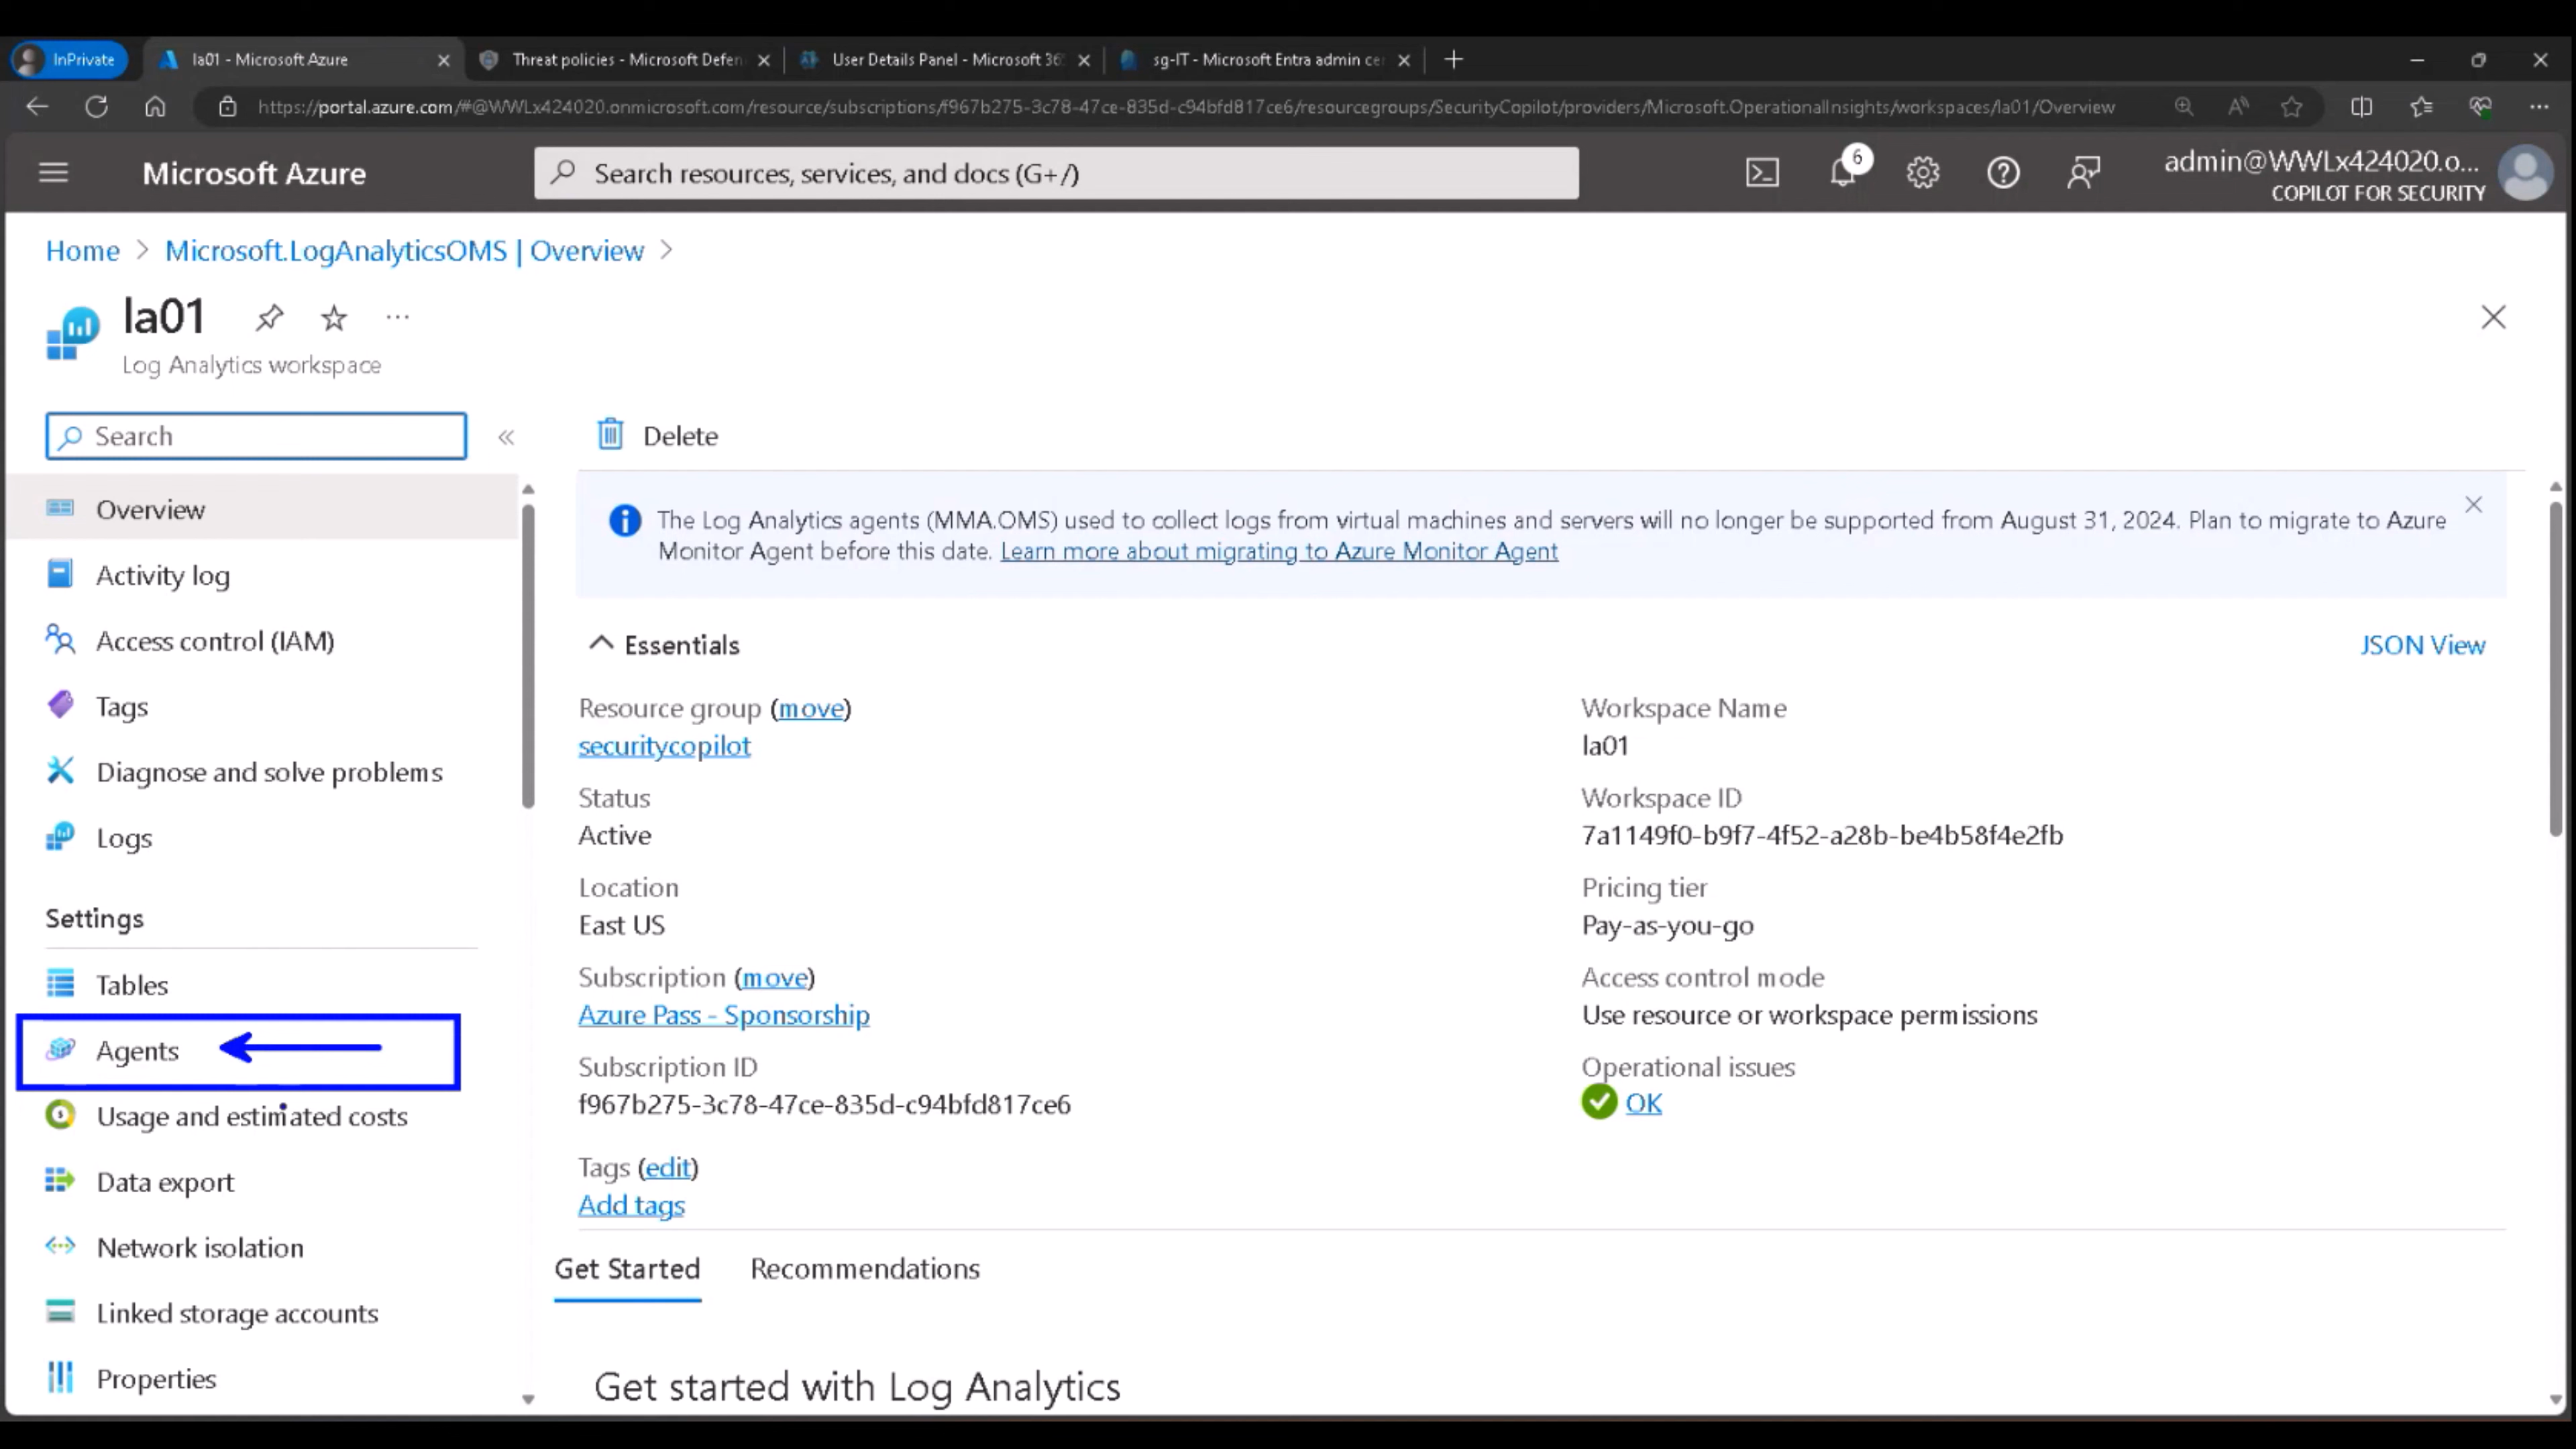 InPrivate
la01 - Microsoft Azure
Threat policies - Microsoft Defen
User Details Panel - Microsoft 36
sg-IT - Microsoft Entra admin ce
https://portal.azure.com/#@WWLx424020.onmicrosoft.com/resource/subscriptions/f967b275-3c78-47ce-835d-c94bfd817ce6/resourcegroups/SecurityCopilot/providers/Microsoft.OperationalInsights/workspaces/la01/Overview
Microsoft Azure
Search resources, services, and docs (G+/)
6
admin@WWLx424020.o...
COPILOT FOR SECURITY
Home > Microsoft.LogAnalyticsOMS | Overview >
la01
Log Analytics workspace
Search
Delete
Overview
Activity log
Access control (IAM)
Tags
Diagnose and solve problems
Logs
Settings
Tables
Agents
Usage and estimated costs
Data export
Network isolation
Linked storage accounts
Properties
The Log Analytics agents (MMA.OMS) used to collect logs from virtual machines and servers will no longer be supported from August 31, 2024. Plan to migrate to Azure
Monitor Agent before this date. Learn more about migrating to Azure Monitor Agent
Essentials
JSON View
Resource group (move)
securitycopilot
Status
Active
Location
East US
Subscription (move)
Azure Pass - Sponsorship
Subscription ID
f967b275-3c78-47ce-835d-c94bfd817ce6
Tags (edit)
Add tags
Workspace Name
la01
Workspace ID
7a1149f0-b9f7-4f52-a28b-be4b58f4e2fb
Pricing tier
Pay-as-you-go
Access control mode
Use resource or workspace permissions
Operational issues
OK
Get Started
Recommendations
Get started with Log Analytics